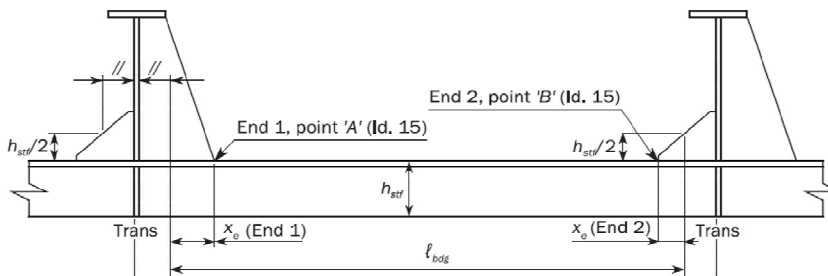 // //
End 2, point 'B' (Id. 15)
End 1, point 'A' (Id. 15)
h_stf/2
h_stf/2
h_stf
Trans
x_e (End 1)
x_e (End 2)
Trans
ℓ_bdg